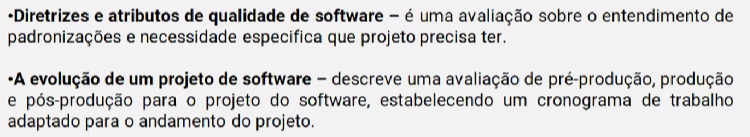 •Diretrizes e atributos de qualidade de software – é uma avaliação sobre o entendimento de
padronizações e necessidade especifica que projeto precisa ter.
•A evolução de um projeto de software – descreve uma avaliação de pré-produção, produção
e pós-produção para o projeto do software, estabelecendo um cronograma de trabalho
adaptado para o andamento do projeto.